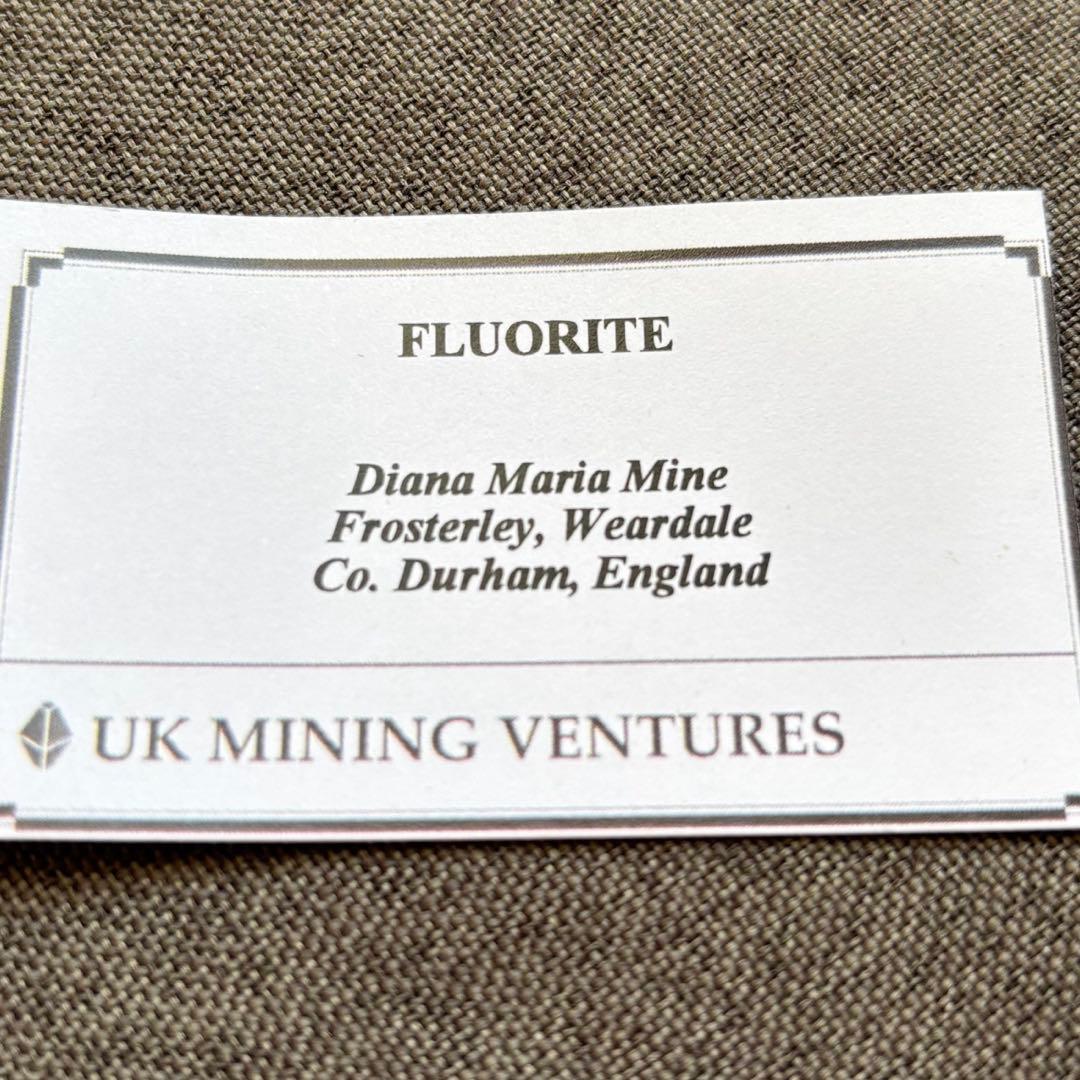 FLUORITE
Diana Maria Mine
Frosterley, Weardale
Co. Durham, England
UK MINING VENTURES